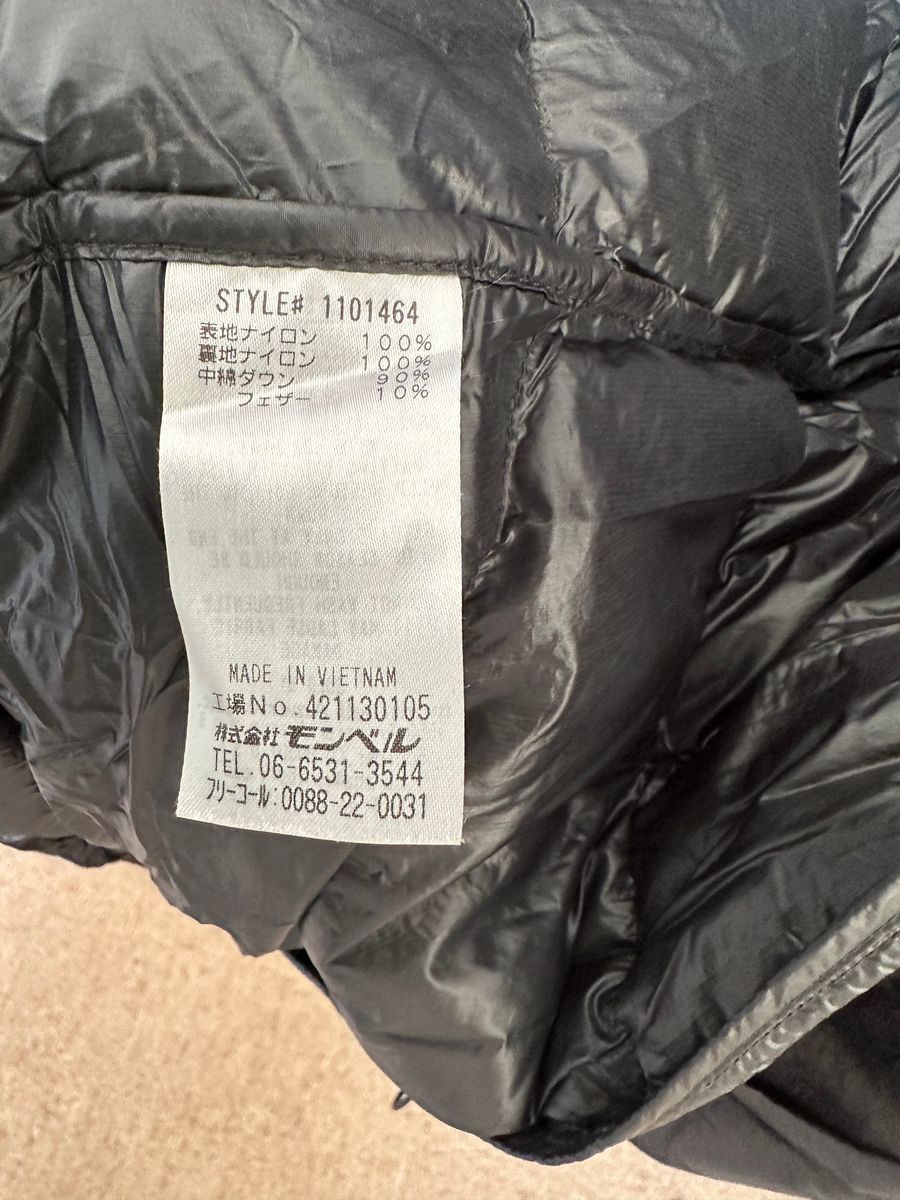 STYLE# 1101464
表地ナイロン 100%
裏地ナイロン 100%
中綿ダウン 90%
フェザー 10%
MADE IN VIETNAM
工場No.421130105
株式会社モンベル
TEL.06-6531-3544
フリーコール:0088-22-0031